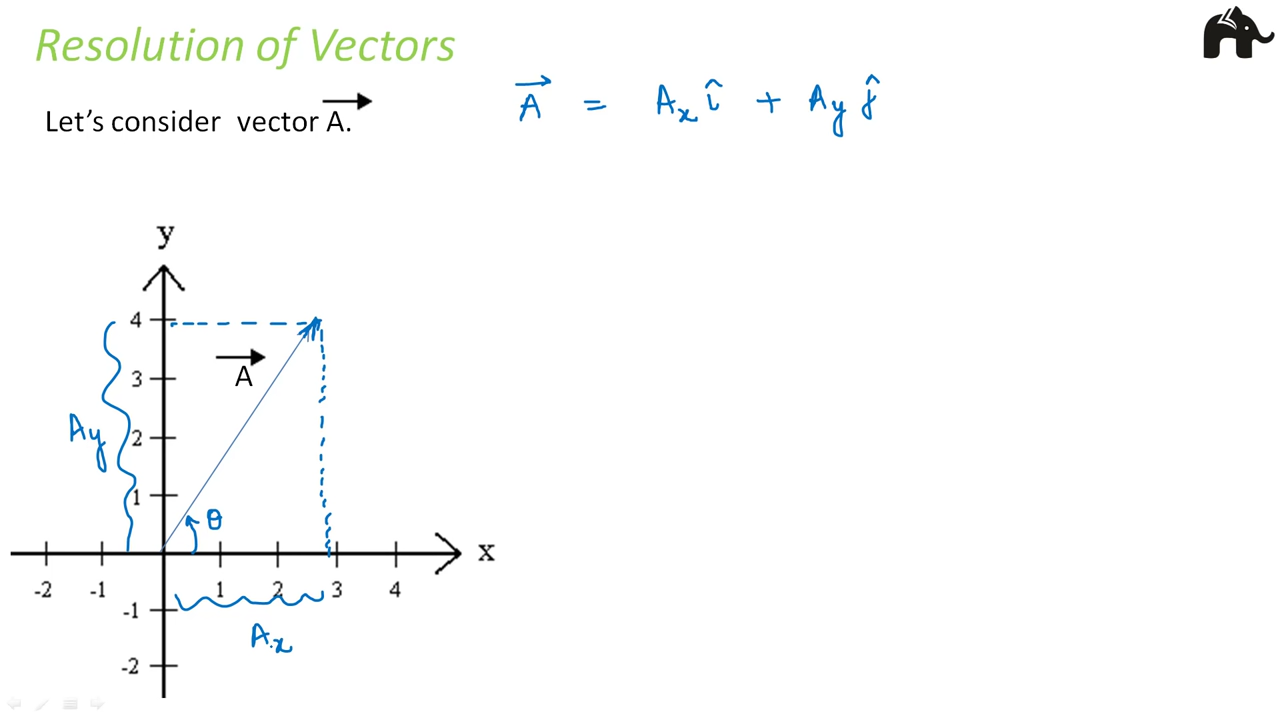 Resolution of Vectors
Let's consider vector A.
A = Aₓ î + Ay ĵ
y
4
A
3
Ay
2
1
θ
x
-2 -1 1 2 3 4
-1
Aₓ
-2